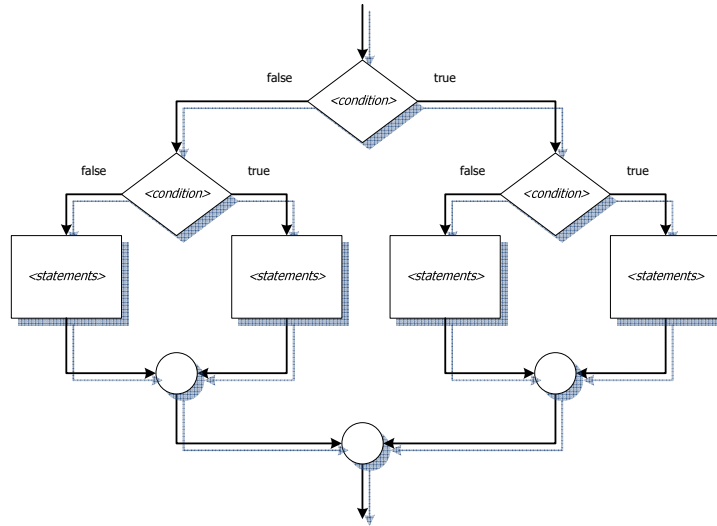 false
true
<condition>
false
true
false
true
<condition>
<condition>
<statements>
<statements>
<statements>
<statements>